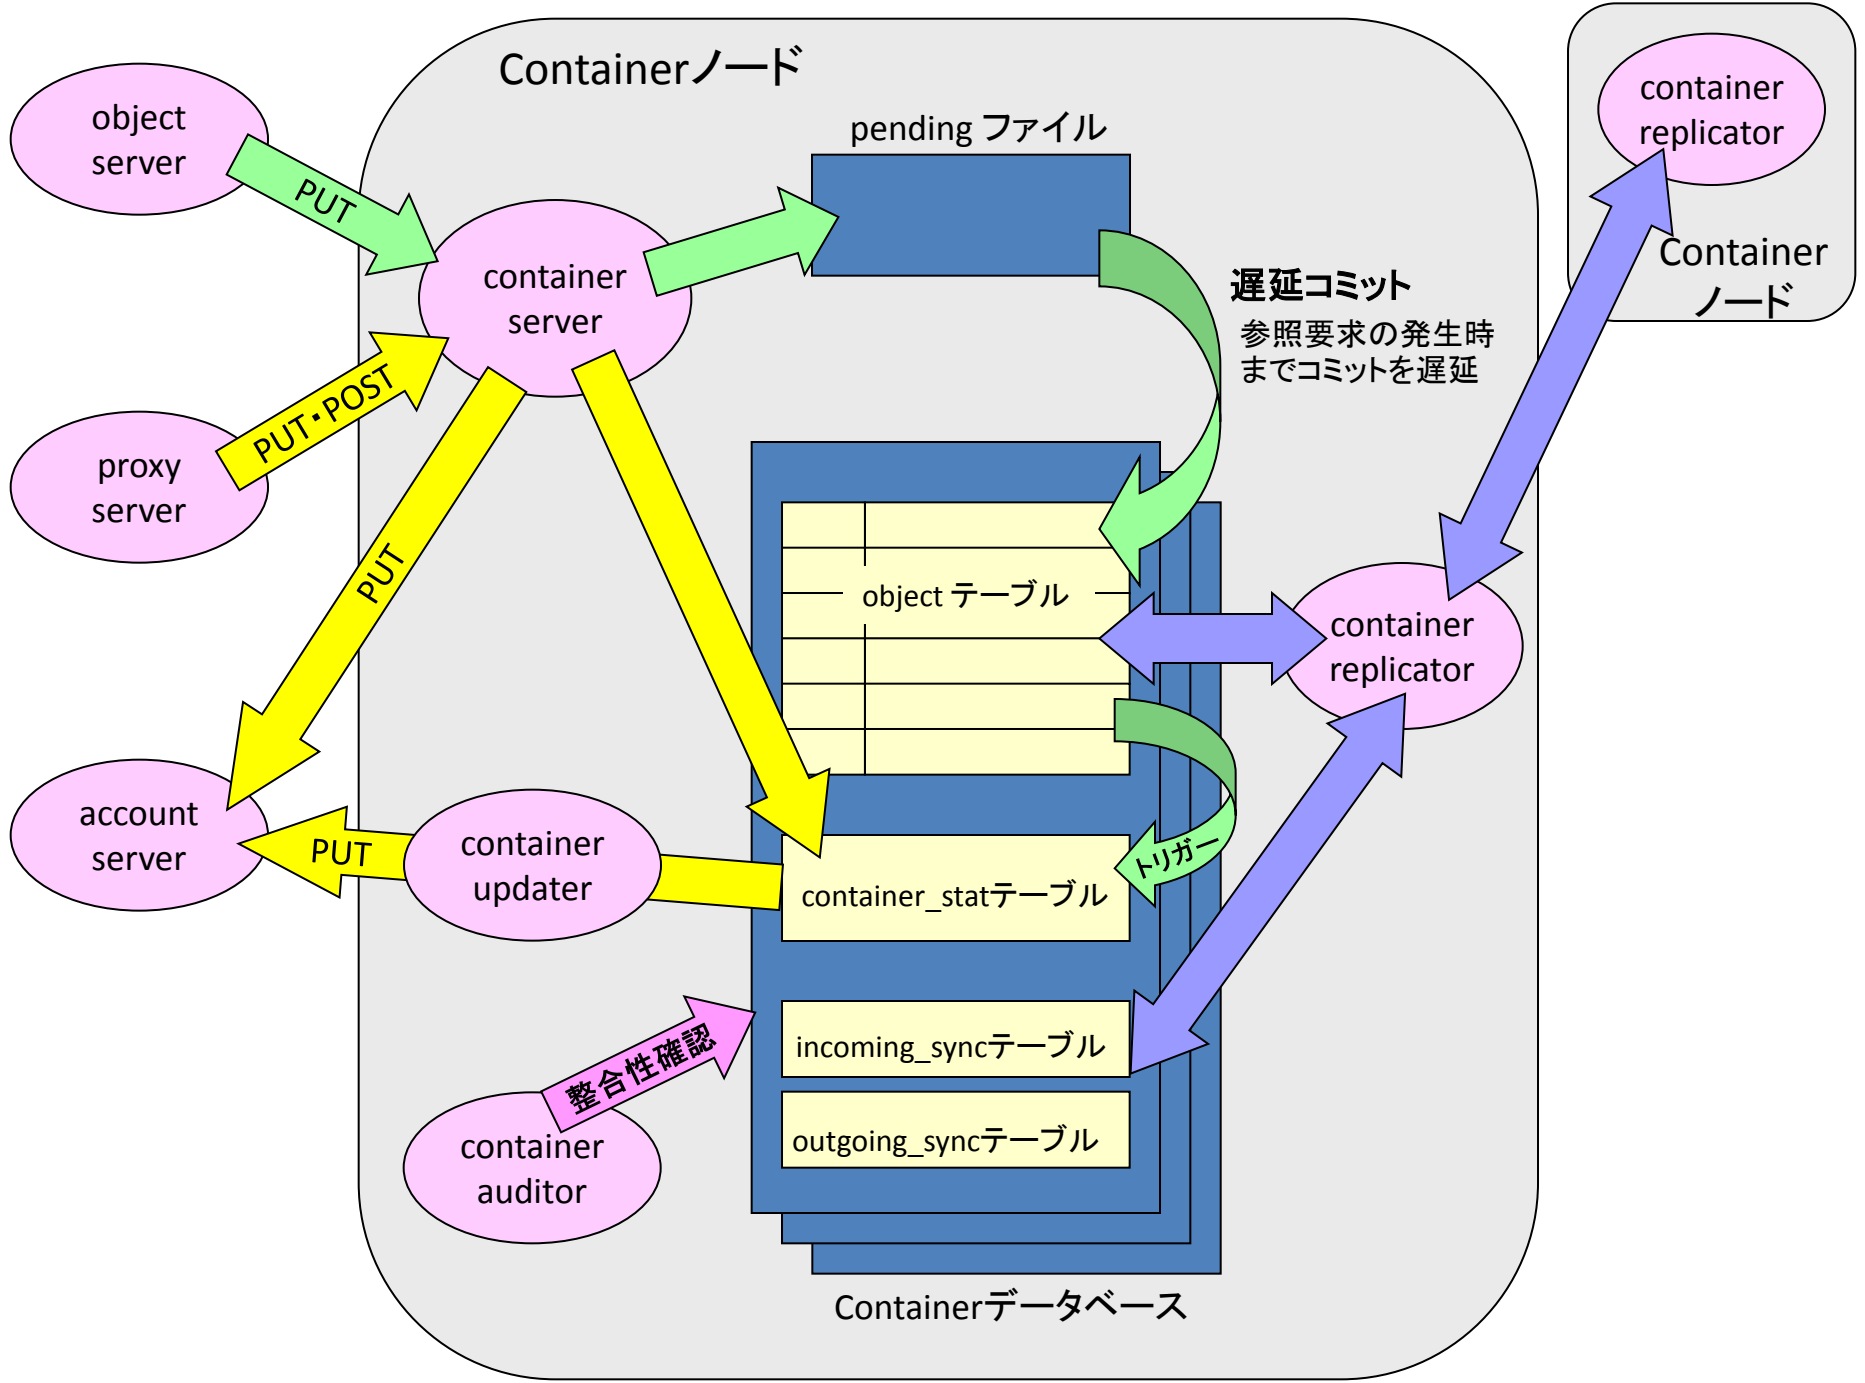 Containerノード
container
replicator
Container
ノード
object
server
PUT
pending ファイル
container
server
遅延コミット
参照要求の発生時
までコミットを遅延
PUT・POST
proxy
server
PUT
object テーブル
container
replicator
account
server
PUT
container
updater
container_statテーブル
トリガー
整合性確認
incoming_syncテーブル
container
auditor
outgoing_syncテーブル
Containerデータベース